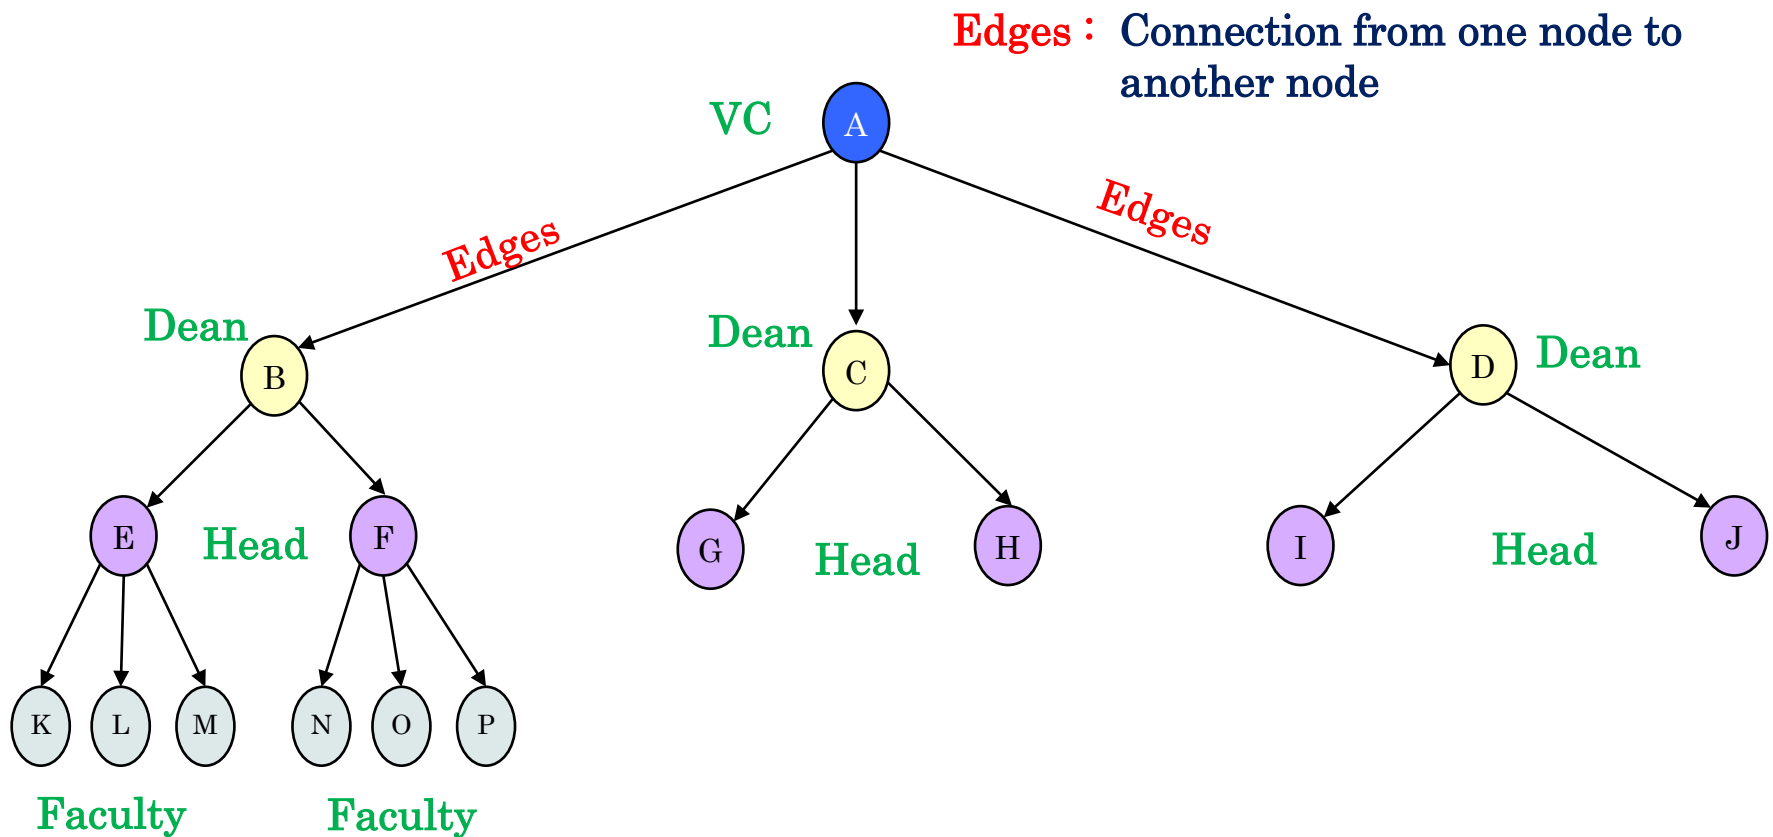 Edges : Connection from one node to
another node
VC
A
Edges
Edges
Dean
B
Dean
C
D
Dean
E
Head
F
G
Head
H
I
Head
J
K
L
M
N
O
P
Faculty
Faculty